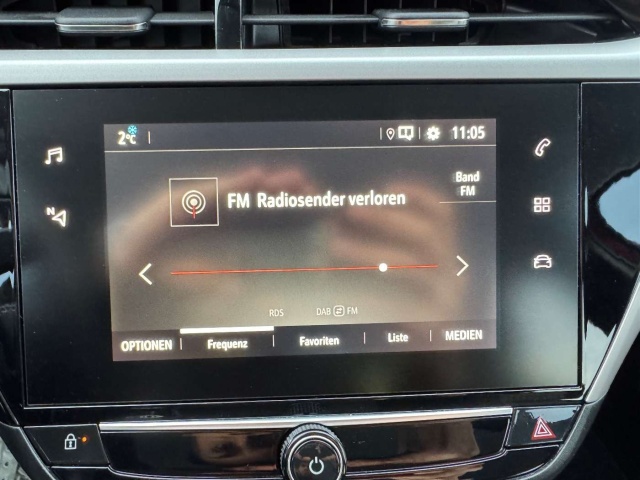 2°C 11:05
Band
FM
FM Radiosender verloren
N
RDS DAB FM
OPTIONEN Frequenz Favoriten Liste MEDIEN